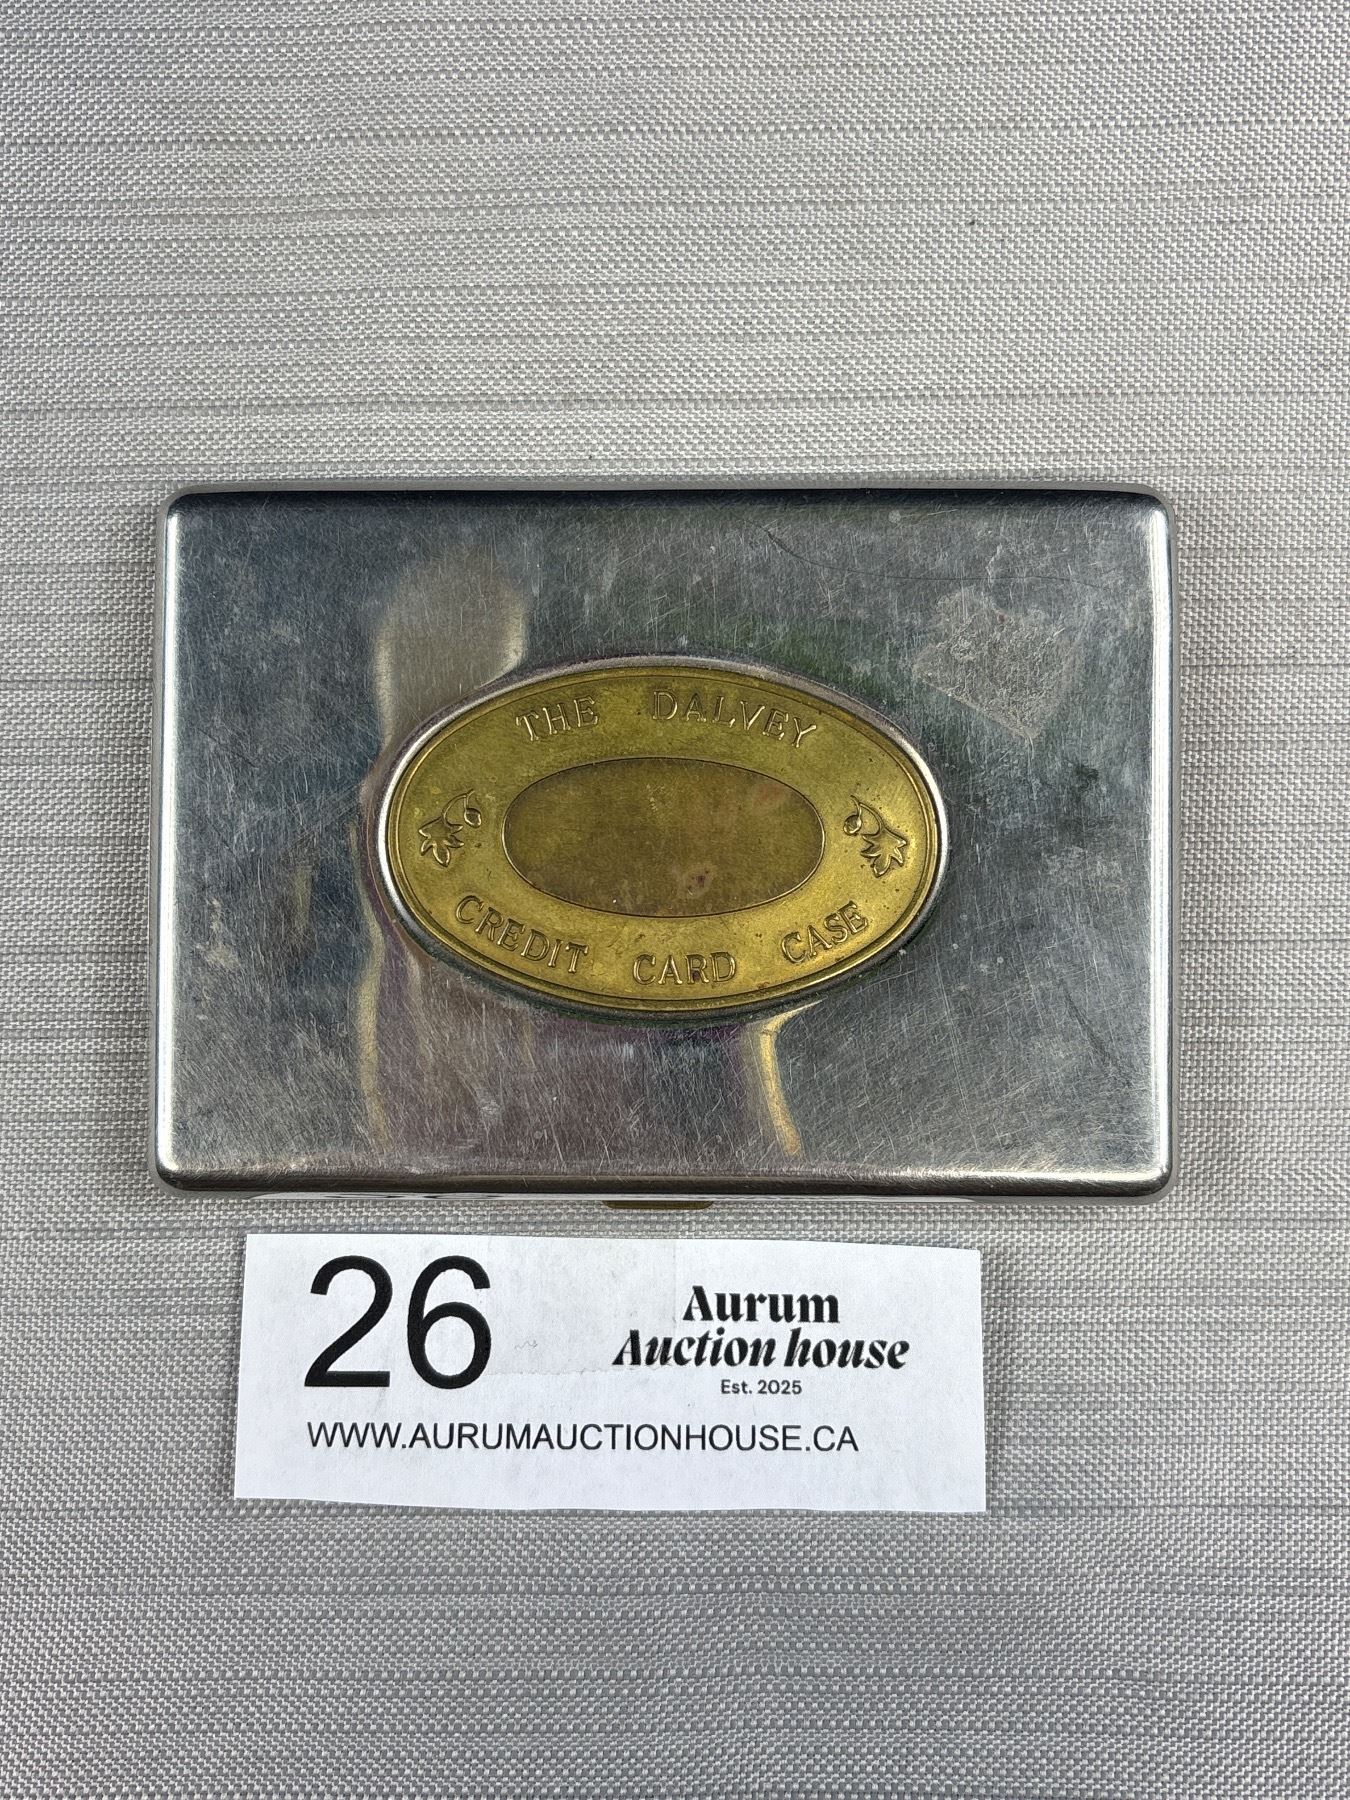 THE DALVEY
CREDIT CARD CASE
26
Aurum
Auction house
Est. 2025
WWW.AURUMAUCTIONHOUSE.CA